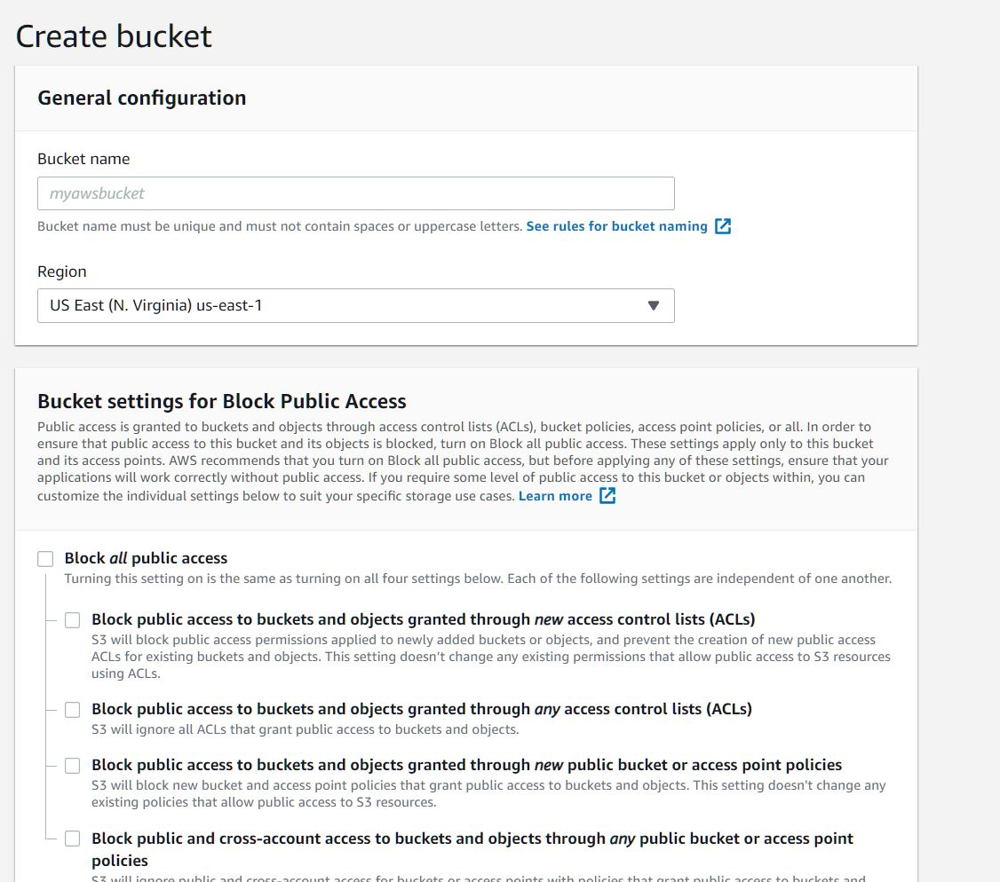 Create bucket
General configuration
Bucket name
myawsbucket
Bucket name must be unique and must not contain spaces or uppercase letters. See rules for bucket naming
Region
US East (N. Virginia) us-east-1
Bucket settings for Block Public Access
Public access is granted to buckets and objects through access control lists (ACLs), bucket policies, access point policies, or all. In order to
ensure that public access to this bucket and its objects is blocked, turn on Block all public access. These settings apply only to this bucket
and its access points. AWS recommends that you turn on Block all public access, but before applying any of these settings, ensure that your
applications will work correctly without public access. If you require some level of public access to this bucket or objects within, you can
customize the individual settings below to suit your specific storage use cases. Learn more
Block all public access
Turning this setting on is the same as turning on all four settings below. Each of the following settings are independent of one another.
Block public access to buckets and objects granted through new access control lists (ACLs)
S3 will block public access permissions applied to newly added buckets or objects, and prevent the creation of new public access
ACLs for existing buckets and objects. This setting doesn't change any existing permissions that allow public access to S3 resources
using ACLs.
Block public access to buckets and objects granted through any access control lists (ACLs)
S3 will ignore all ACLs that grant public access to buckets and objects.
Block public access to buckets and objects granted through new public bucket or access point policies
S3 will block new bucket and access point policies that grant public access to buckets and objects. This setting doesn't change any
existing policies that allow public access to S3 resources.
Block public and cross-account access to buckets and objects through any public bucket or access point
policies
S3 will ignore public and cross-account access for buckets or access points with policies that grant public access to buckets and